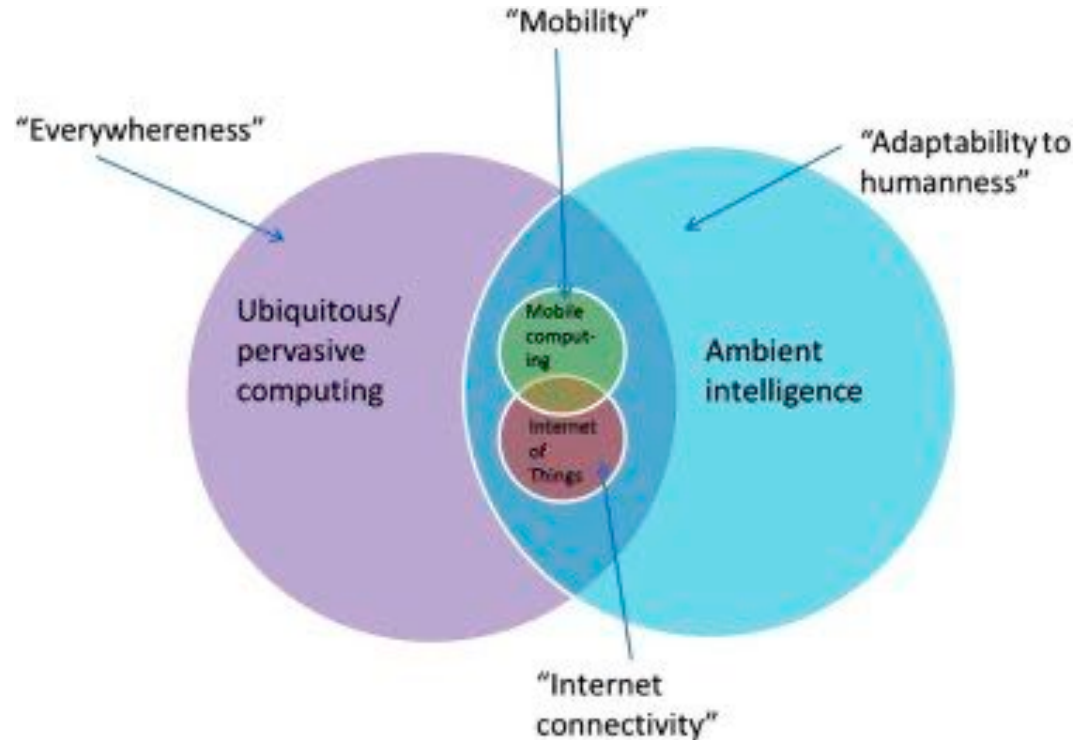 “Mobility”
“Everywhereness”
“Adaptability to
humanness”
Ubiquitous/
pervasive
computing
Mobile
comput-
ing
Ambient
intelligence
Internet
of
Things
“Internet
connectivity”